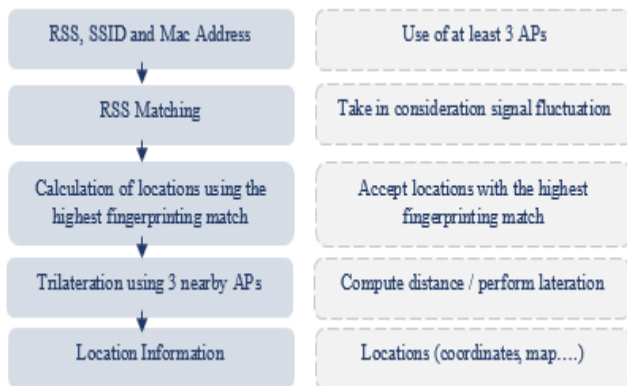 RSS, SSID and Mac Address
Use of at least 3 APs
RSS Matching
Take in consideration signal fluctuation
Calculation of locations using the
highest fingerprinting match
Accept locations with the highest
fingerprinting match
Trilateration using 3 nearby APs
Compute distance / perform lateration
Location Information
Locations (coordinates, map....)